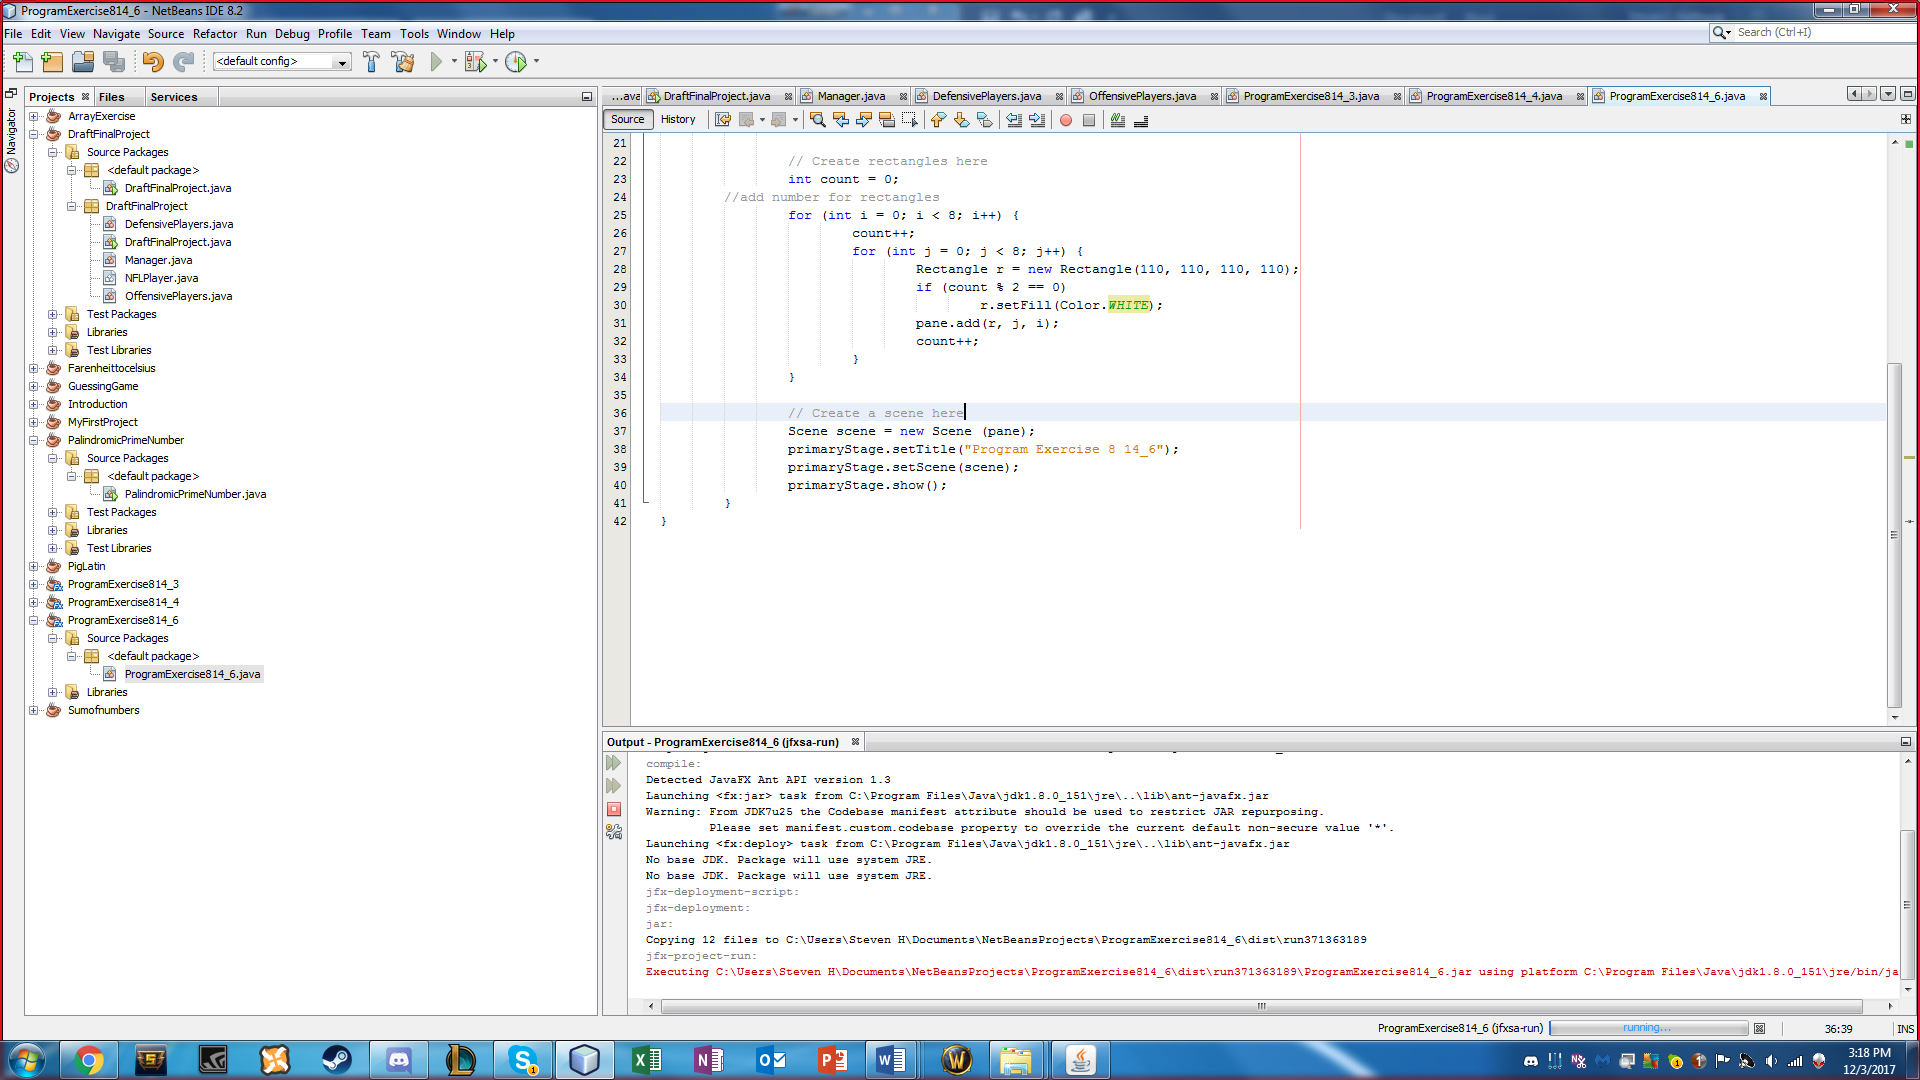 ProgramExercise814_6 - NetBeans IDE 8.2
File Edit View Navigate Source Refactor Run Debug Profile Team Tools Window Help
Search (Ctrl+I)
<default config>
Projects Files Services
Navigator
ArrayExercise
DraftFinalProject
Source Packages
<default package>
DraftFinalProject.java
DraftFinalProject
DefensivePlayers.java
DraftFinalProject.java
Manager.java
NFLPlayer.java
OffensivePlayers.java
Test Packages
Libraries
Test Libraries
Farenheittocelsius
GuessingGame
Introduction
MyFirstProject
PalindromicPrimeNumber
Source Packages
<default package>
PalindromicPrimeNumber.java
Test Packages
Libraries
Test Libraries
PigLatin
ProgramExercise814_3
ProgramExercise814_4
ProgramExercise814_6
Source Packages
<default package>
ProgramExercise814_6.java
Libraries
Sumofnumbers
...ava DraftFinalProject.java Manager.java DefensivePlayers.java OffensivePlayers.java ProgramExercise814_3.java ProgramExercise814_4.java ProgramExercise814_6.java
Source History
21
22 // Create rectangles here
23 int count = 0;
24 //add number for rectangles
25 for (int i = 0; i < 8; i++) {
26 count++;
27 for (int j = 0; j < 8; j++) {
28 Rectangle r = new Rectangle(110, 110, 110, 110);
29 if (count % 2 == 0)
30 r.setFill(Color.WHITE);
31 pane.add(r, j, i);
32 count++;
33 }
34 }
35
36 // Create a scene here
37 Scene scene = new Scene (pane);
38 primaryStage.setTitle("Program Exercise 8 14_6");
39 primaryStage.setScene(scene);
40 primaryStage.show();
41 }
42 }
Output - ProgramExercise814_6 (jfxsa-run)
compile:
Detected JavaFX Ant API version 1.3
Launching <fx:jar> task from C:\Program Files\Java\jdk1.8.0_151\jre\..\lib\ant-javafx.jar
Warning: From JDK7u25 the Codebase manifest attribute should be used to restrict JAR repurposing.
Please set manifest.custom.codebase property to override the current default non-secure value '*'.
Launching <fx:deploy> task from C:\Program Files\Java\jdk1.8.0_151\jre\..\lib\ant-javafx.jar
No base JDK. Package will use system JRE.
No base JDK. Package will use system JRE.
jfx-deployment-script:
jfx-deployment:
jar:
Copying 12 files to C:\Users\Steven H\Documents\NetBeansProjects\ProgramExercise814_6\dist\run371363189
jfx-project-run:
Executing C:\Users\Steven H\Documents\NetBeansProjects\ProgramExercise814_6\dist\run371363189\ProgramExercise814_6.jar using platform C:\Program Files\Java\jdk1.8.0_151\jre/bin/ja
ProgramExercise814_6 (jfxsa-run) running... 36:39 INS
3:18 PM
12/3/2017